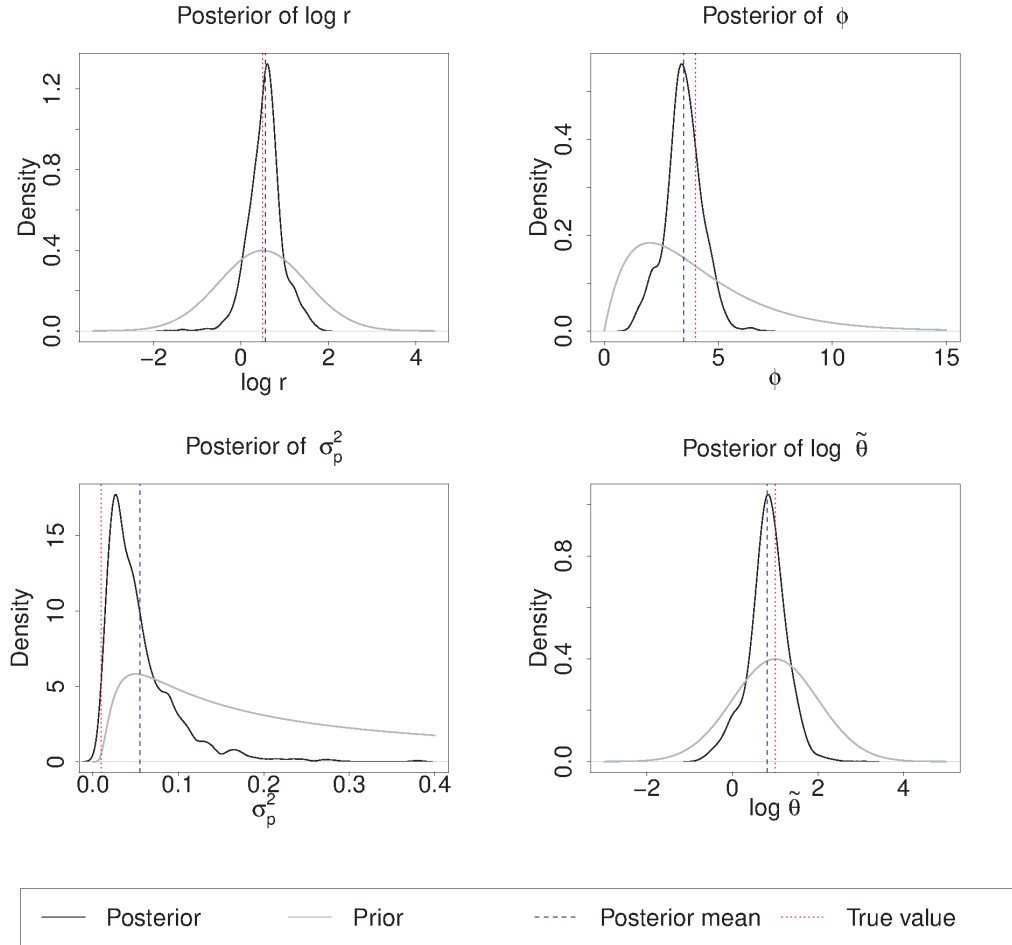 Posterior of log r
Density
0.0 0.4 0.8 1.2
−2 0 2 4
log r
Posterior of ϕ
Density
0.0 0.2 0.4
0 5 10 15
ϕ
Posterior of σ²ₚ
Density
0 5 10 15
0.0 0.1 0.2 0.3 0.4
σ²ₚ
Posterior of log θ̃
Density
0.0 0.4 0.8
−2 0 2 4
log θ̃
Posterior Prior Posterior mean True value